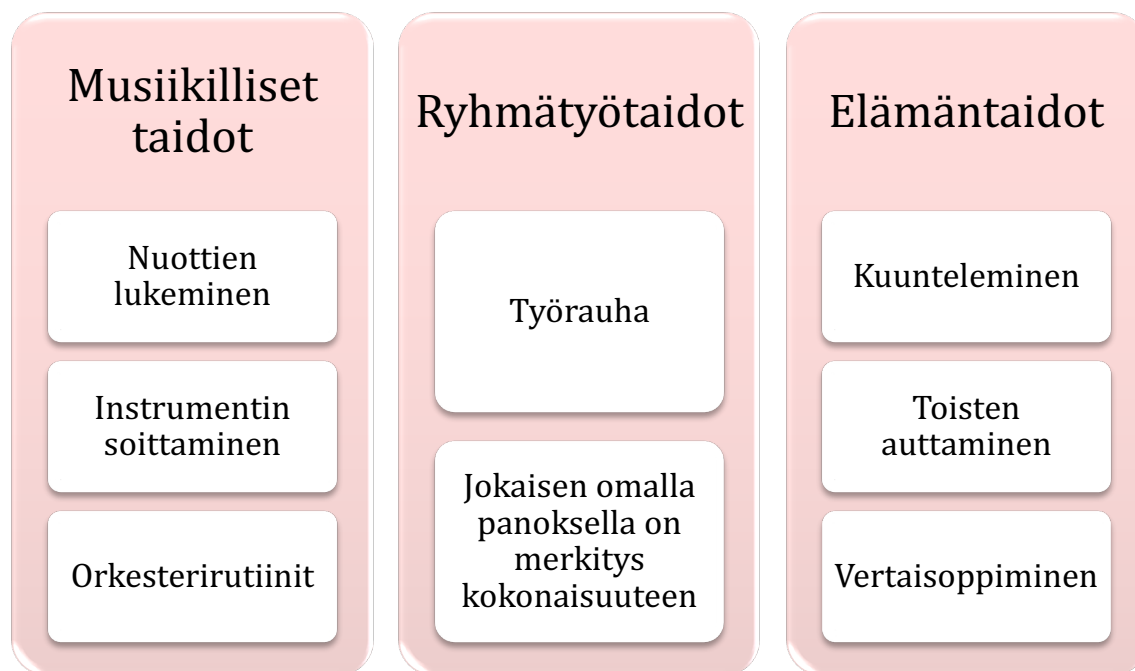 Musiikilliset
taidot
Nuottien
lukeminen
Instrumentin
soittaminen
Orkesterirutiinit
Ryhmätyötaidot
Työrauha
Jokaisen omalla
panoksella on
merkitys
kokonaisuuteen
Elämäntaidot
Kuunteleminen
Toisten
auttaminen
Vertaisoppiminen